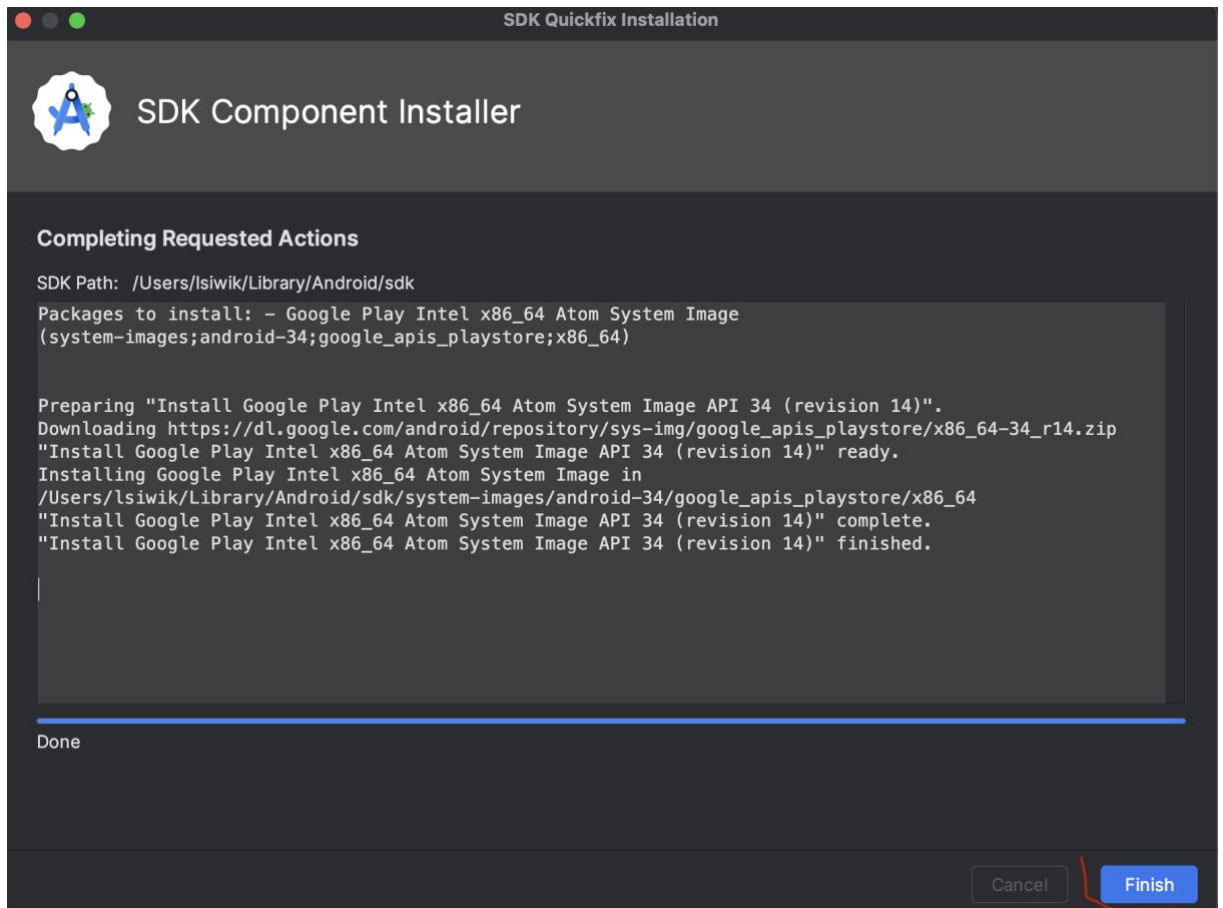 SDK Quickfix Installation
SDK Component Installer
Completing Requested Actions
SDK Path: /Users/lsiwik/Library/Android/sdk
Packages to install: - Google Play Intel x86_64 Atom System Image
(system-images;android-34;google_apis_playstore;x86_64)
Preparing "Install Google Play Intel x86_64 Atom System Image API 34 (revision 14)".
Downloading https://dl.google.com/android/repository/sys-img/google_apis_playstore/x86_64-34_r14.zip
"Install Google Play Intel x86_64 Atom System Image API 34 (revision 14)" ready.
Installing Google Play Intel x86_64 Atom System Image in
/Users/lsiwik/Library/Android/sdk/system-images/android-34/google_apis_playstore/x86_64
"Install Google Play Intel x86_64 Atom System Image API 34 (revision 14)" complete.
"Install Google Play Intel x86_64 Atom System Image API 34 (revision 14)" finished.
Done
Cancel Finish